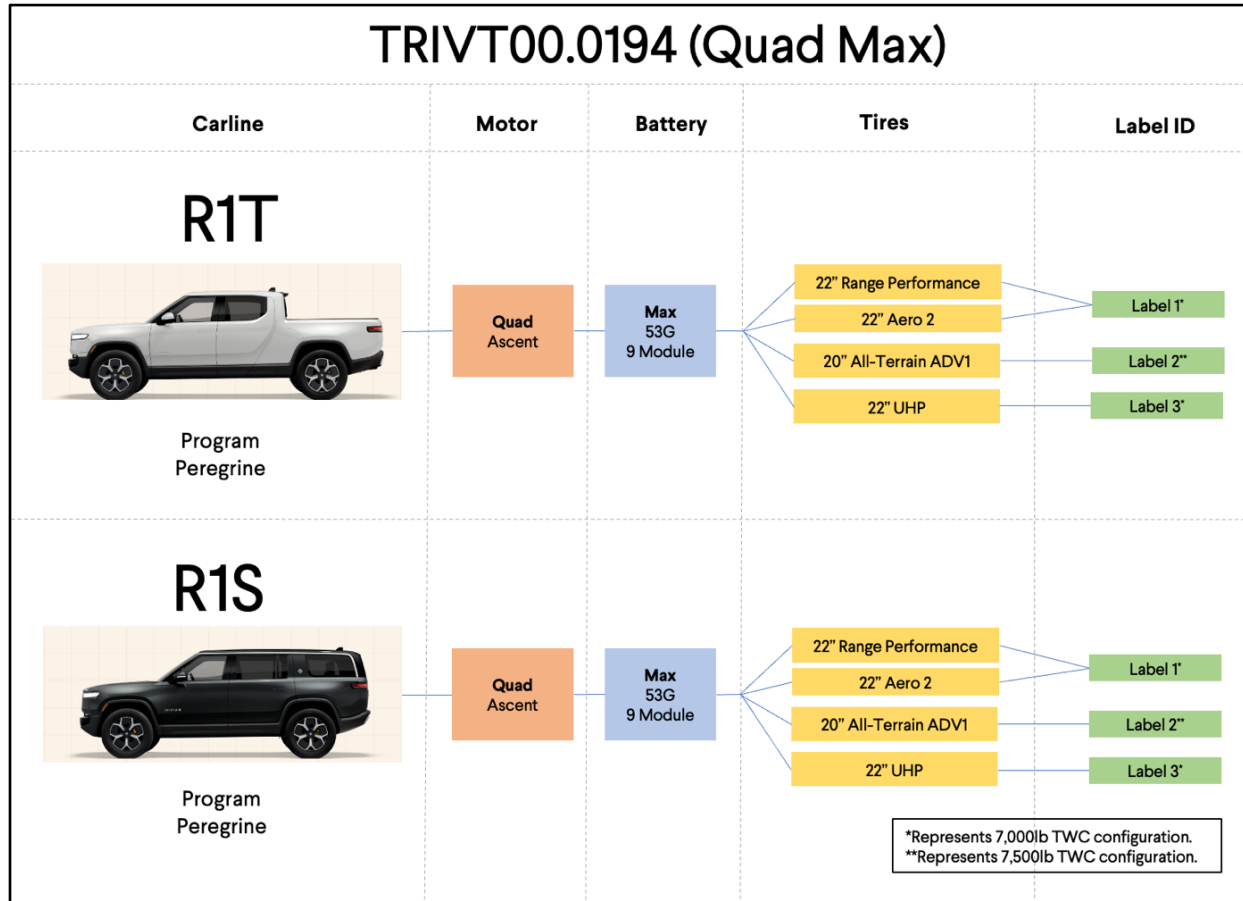 TRIVT00.0194 (Quad Max)
Carline
Motor
Battery
Tires
Label ID
R1T
Program
Peregrine
Quad
Ascent
Max
53G
9 Module
22” Range Performance
22” Aero 2
20” All-Terrain ADV1
22” UHP
Label 1*
Label 2**
Label 3*
R1S
Program
Peregrine
Quad
Ascent
Max
53G
9 Module
22” Range Performance
22” Aero 2
20” All-Terrain ADV1
22” UHP
Label 1*
Label 2**
Label 3*
*Represents 7,000lb TWC configuration.
**Represents 7,500lb TWC configuration.